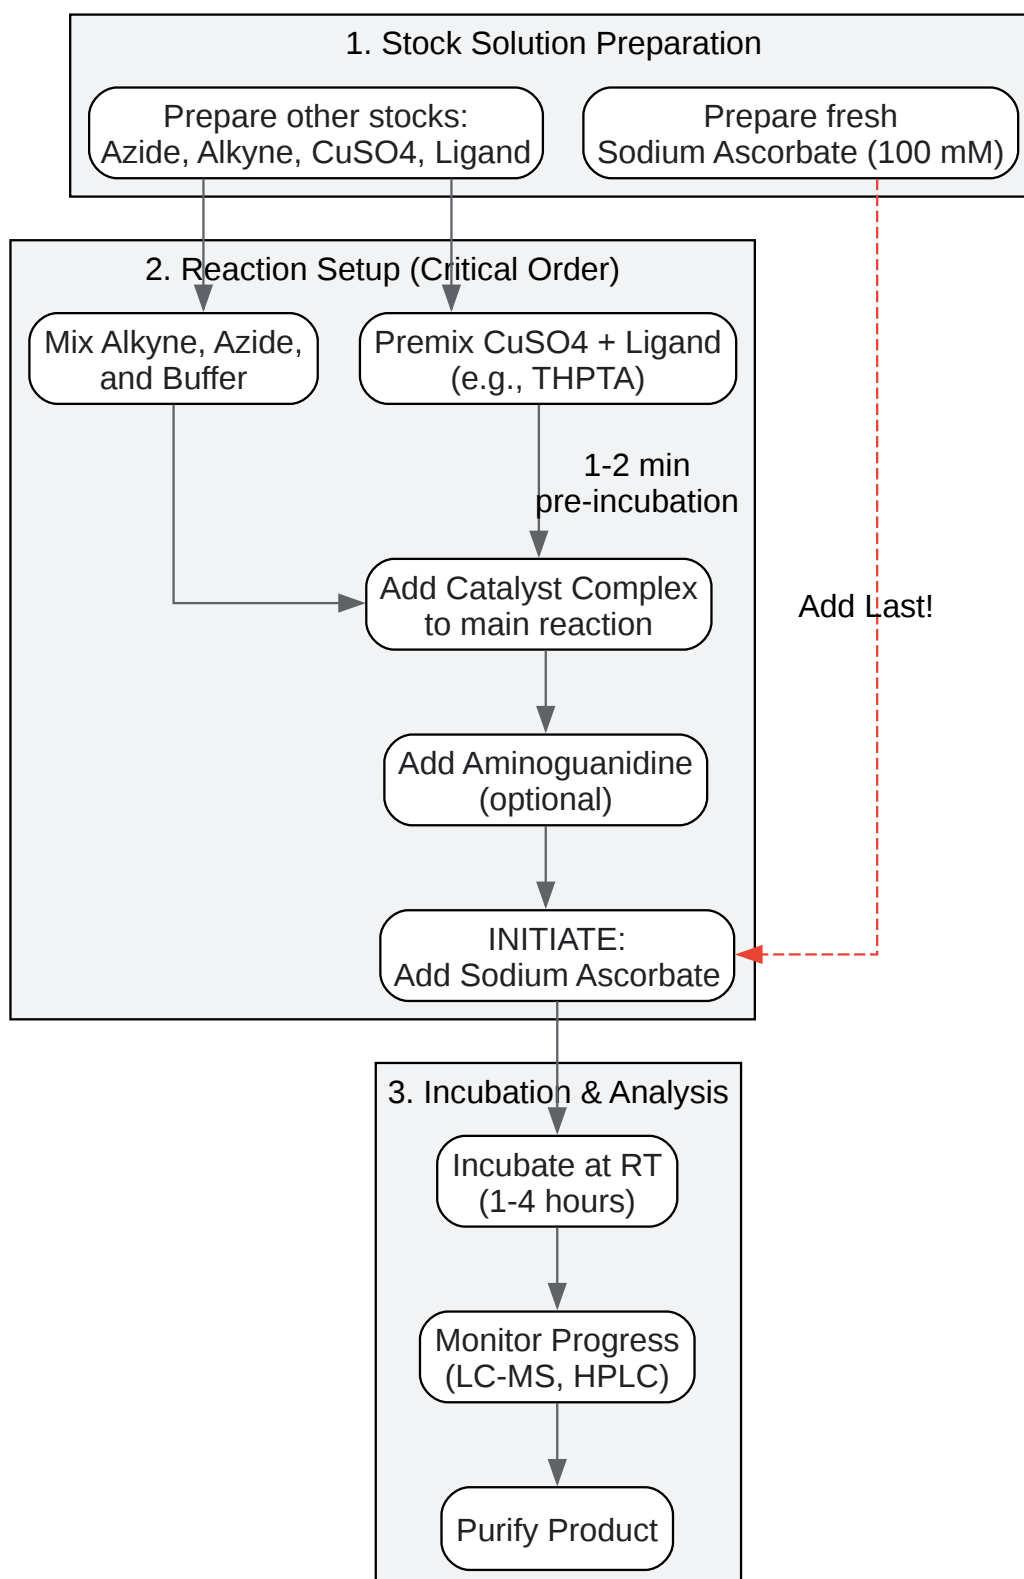 1. Stock Solution Preparation
Prepare other stocks:
Azide, Alkyne, CuSO4, Ligand
Prepare fresh
Sodium Ascorbate (100 mM)
2. Reaction Setup (Critical Order)
Mix Alkyne, Azide,
and Buffer
Premix CuSO4 + Ligand
(e.g., THPTA)
1-2 min
pre-incubation
Add Catalyst Complex
to main reaction
Add Last!
Add Aminoguanidine
(optional)
INITIATE:
Add Sodium Ascorbate
3. Incubation & Analysis
Incubate at RT
(1-4 hours)
Monitor Progress
(LC-MS, HPLC)
Purify Product